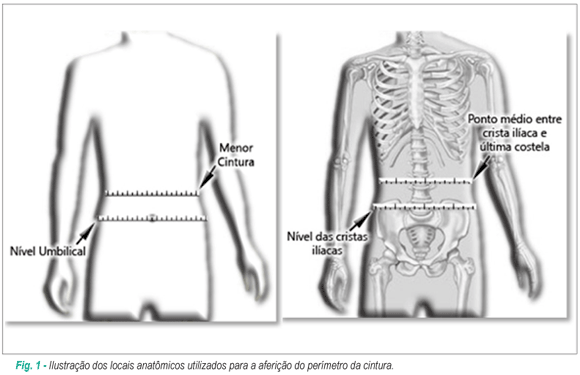 Menor
Cintura
Nível Umbilical
Ponto médio entre
crista ilíaca e
última costela
Nível das cristas
ilíacas
Fig. 1 - Ilustração dos locais anatômicos utilizados para a aferição do perímetro da cintura.